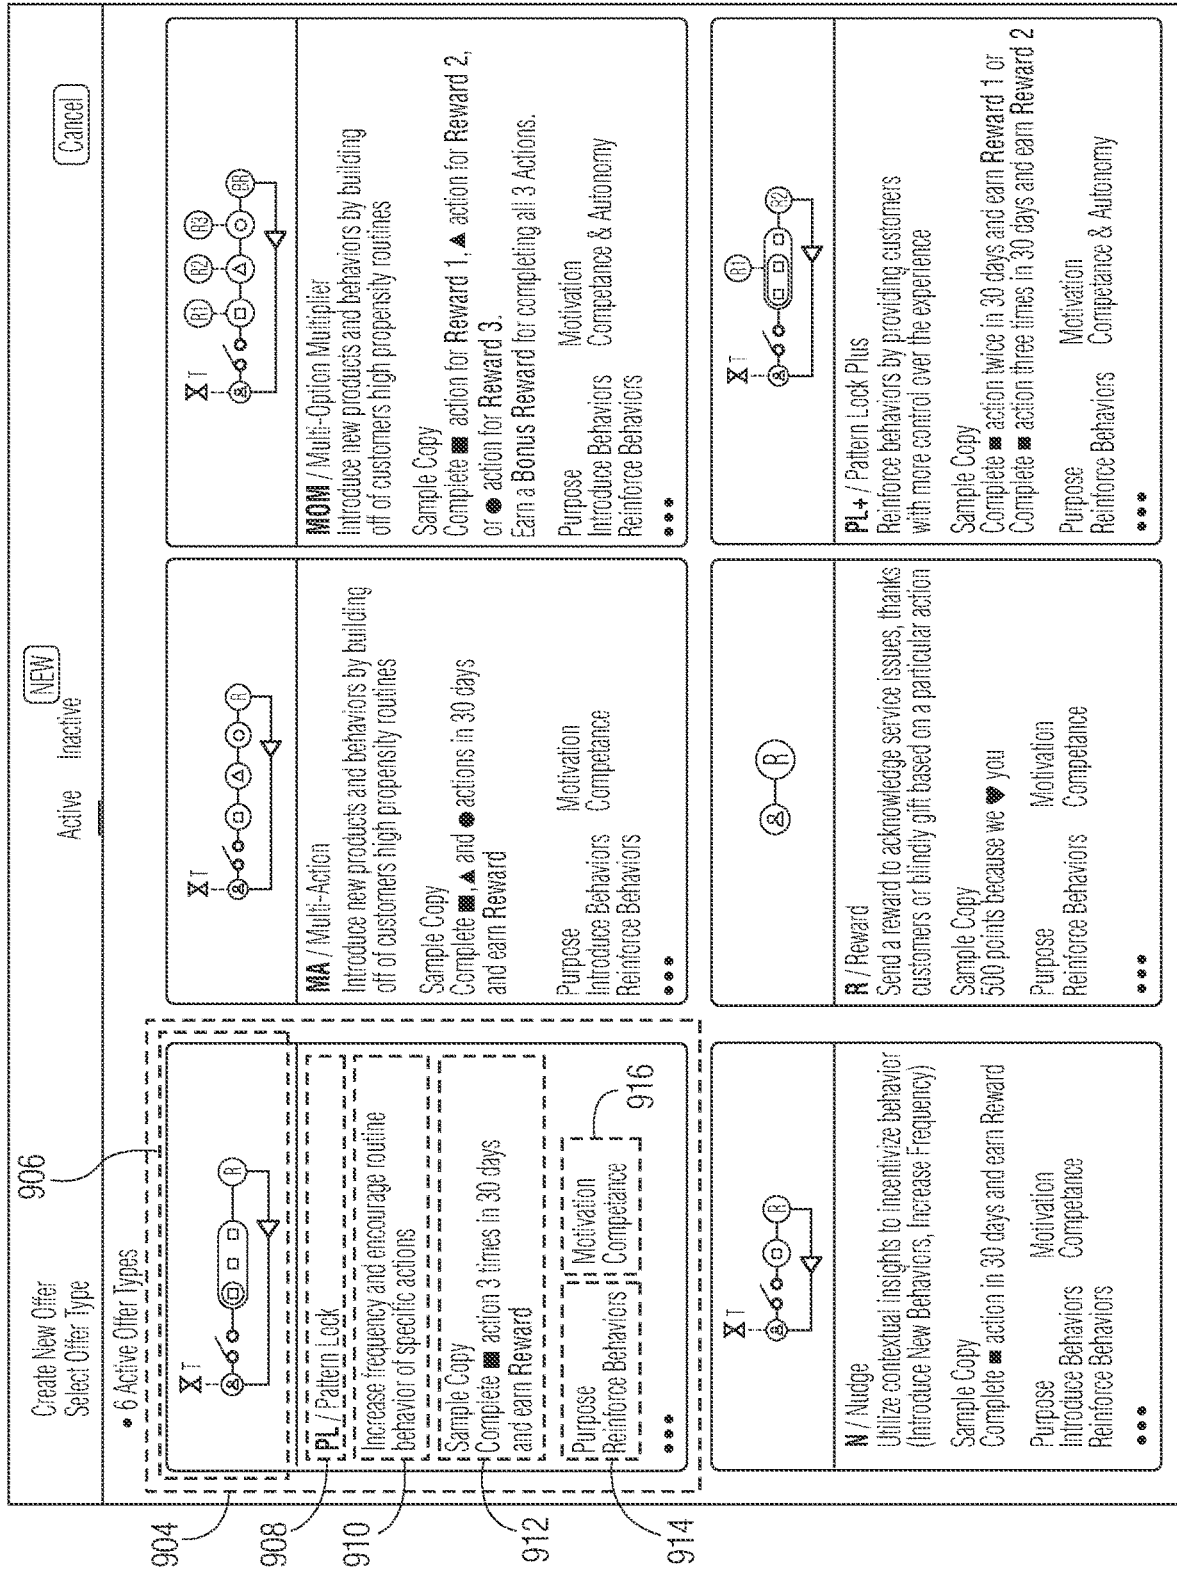 906
Create New Offer
Select Offer Type
NEW
Active Inactive
Cancel
• 6 Active Offer Types
904
908
910
912
914
916
T
R
PL / Pattern Lock
Increase frequency and encourage routine
behavior of specific actions
Sample Copy
Complete ■ action 3 times in 30 days
and earn Reward
Purpose Motivation
Reinforce Behaviors Competance
•••
T
R
MA / Multi-Action
Introduce new products and behaviors by building
off of customers high propensity routines
Sample Copy
Complete ■, ▲ and ● actions in 30 days
and earn Reward
Purpose Motivation
Introduce Behaviors Competance
Reinforce Behaviors
•••
T
R1 R2 R3
BR
MOM / Multi-Option Multiplier
Introduce new products and behaviors by building
off of customers high propensity routines
Sample Copy
Complete ■ action for Reward 1, ▲ action for Reward 2,
or ● action for Reward 3.
Earn a Bonus Reward for completing all 3 Actions.
Purpose Motivation
Introduce Behaviors Competance & Autonomy
Reinforce Behaviors
•••
T
R
N / Nudge
Utilize contextual insights to incentivize behavior
(Introduce New Behaviors, Increase Frequency)
Sample Copy
Complete ■ action in 30 days and earn Reward
Purpose Motivation
Introduce Behaviors Competance
Reinforce Behaviors
•••
R
R / Reward
Send a reward to acknowledge service issues, thanks
customers or blindly gift based on a particular action
Sample Copy
500 points because we ♥ you
Purpose Motivation
Reinforce Behaviors Competance
•••
T
R1
R2
PL+ / Pattern Lock Plus
Reinforce behaviors by providing customers
with more control over the experience
Sample Copy
Complete ■ action twice in 30 days and earn Reward 1 or
Complete ■ action three times in 30 days and earn Reward 2
Purpose Motivation
Reinforce Behaviors Competance & Autonomy
•••